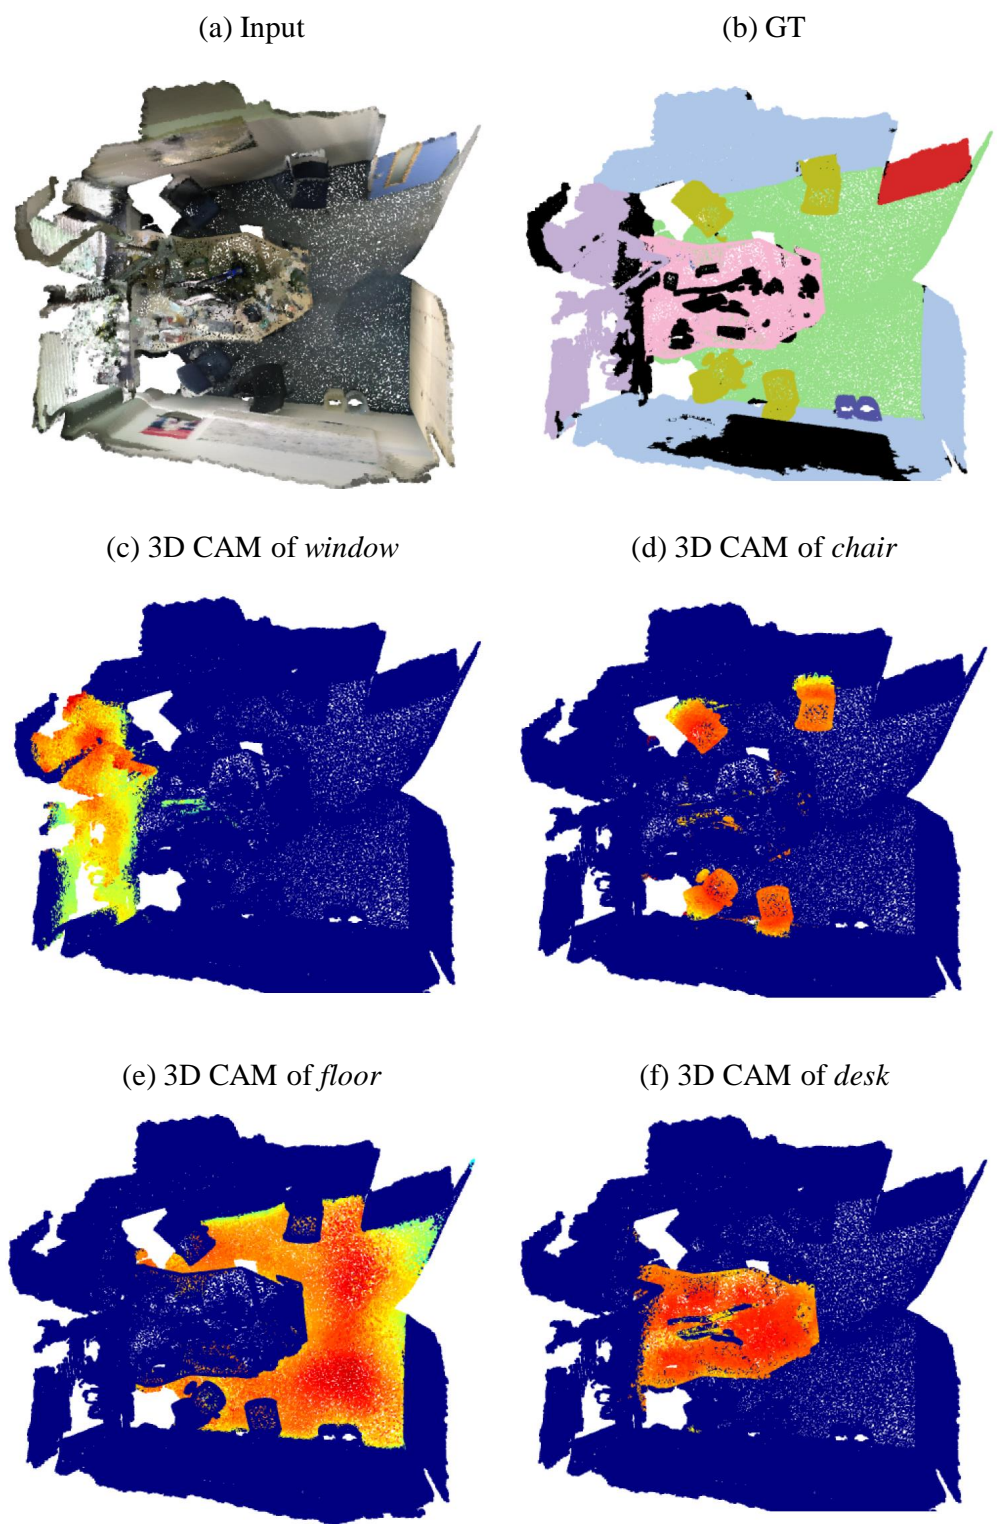 (a) Input
(b) GT
(c) 3D CAM of window
(d) 3D CAM of chair
(e) 3D CAM of floor
(f) 3D CAM of desk